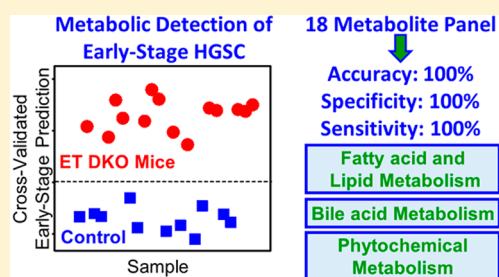 Metabolic Detection of
Early-Stage HGSC
Cross-Validated
Early-Stage Prediction
ET DKO Mice
Control
Sample
18 Metabolite Panel
Accuracy: 100%
Specificity: 100%
Sensitivity: 100%
Fatty acid and
Lipid Metabolism
Bile acid Metabolism
Phytochemical
Metabolism